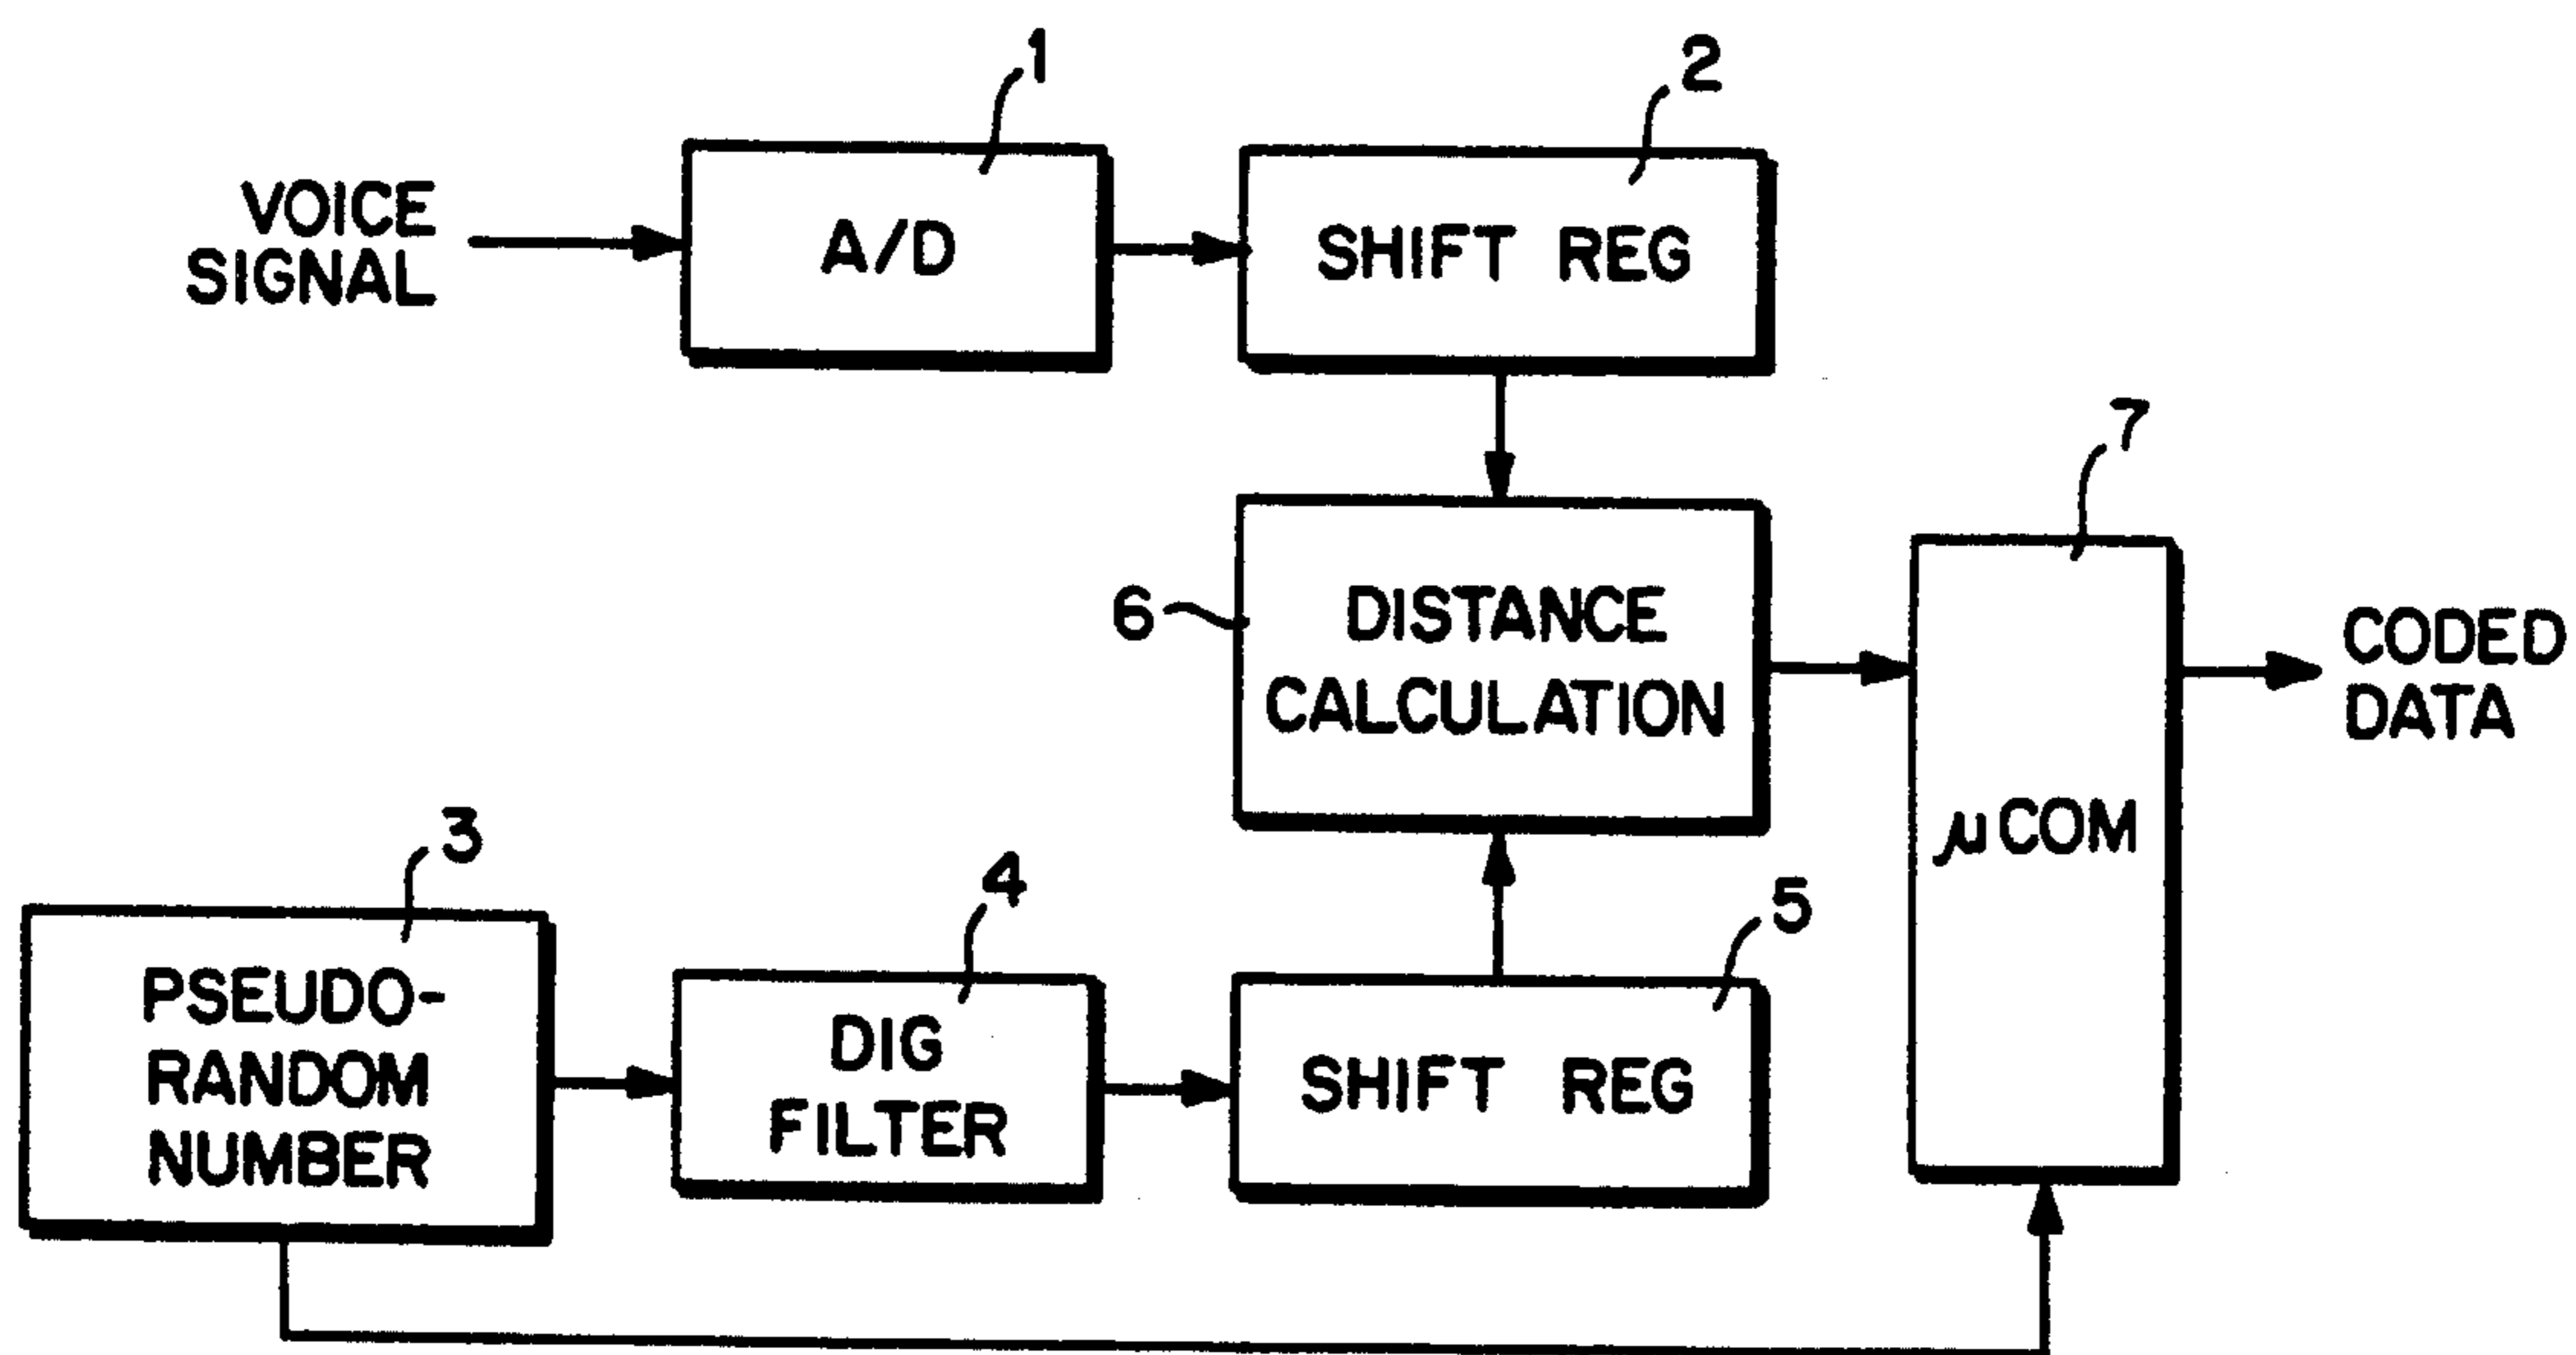 1
2
VOICE
SIGNAL
A/D
SHIFT REG
7
6
DISTANCE
CALCULATION
CODED
DATA
μCOM
3
4
5
PSEUDO-
RANDOM
NUMBER
DIG
FILTER
SHIFT REG